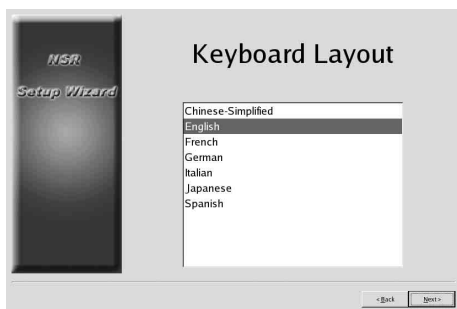 NSR
Setup Wizard
Keyboard Layout
Chinese-Simplified
English
French
German
Italian
Japanese
Spanish
< Back
Next >